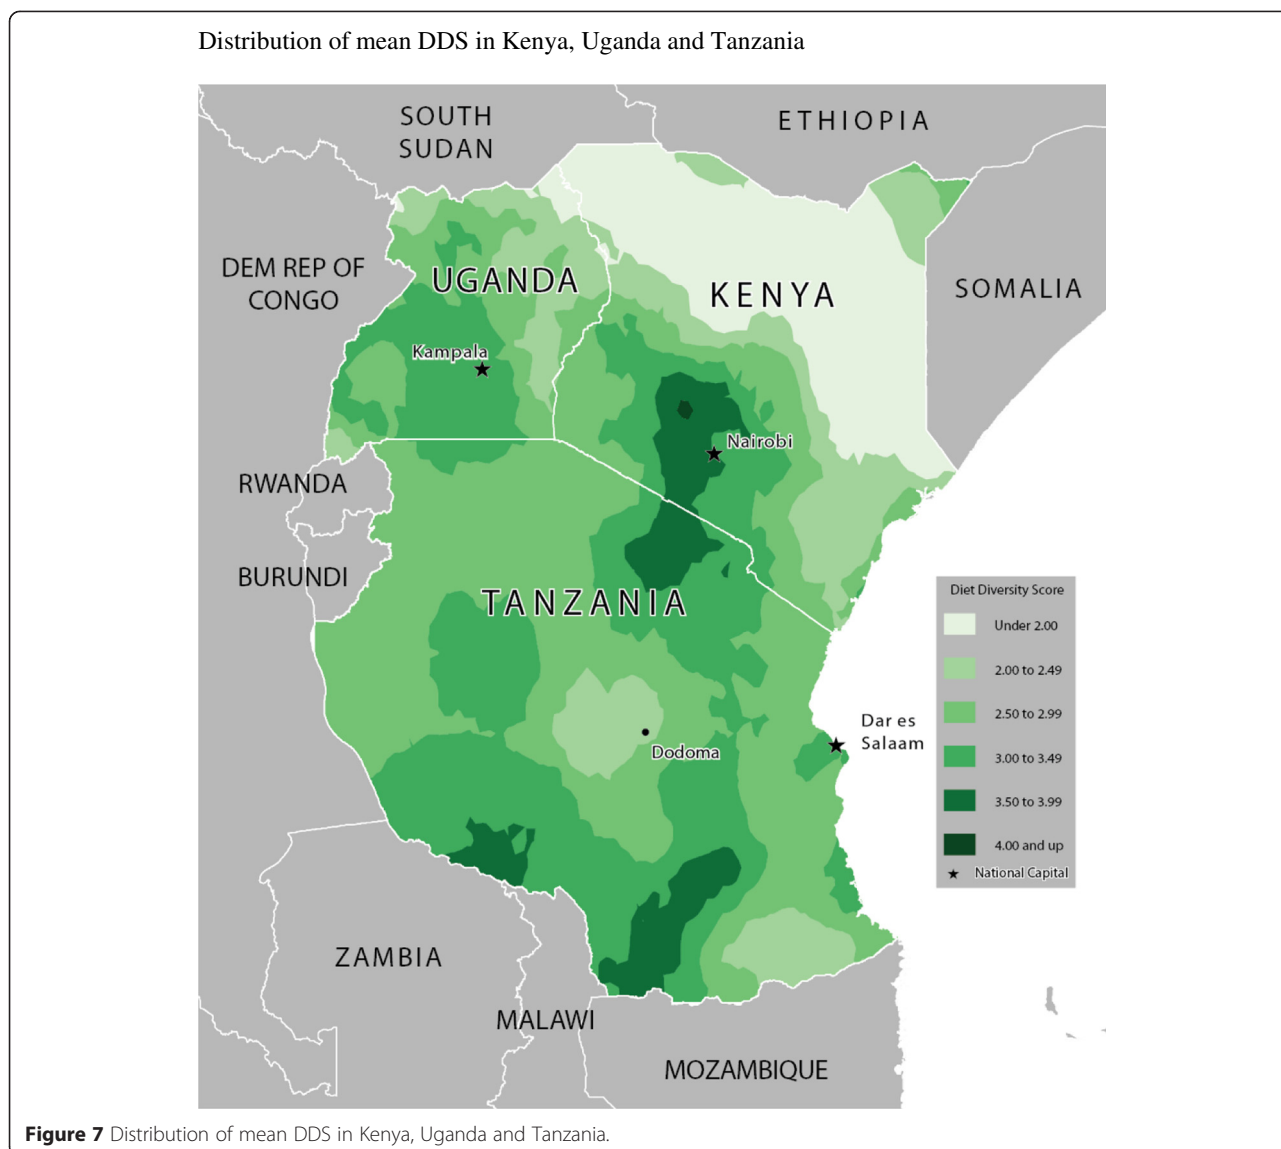 Distribution of mean DDS in Kenya, Uganda and Tanzania
SOUTH
SUDAN
ETHIOPIA
DEM REP OF
CONGO
UGANDA
KENYA
SOMALIA
Kampala
Nairobi
RWANDA
BURUNDI
TANZANIA
Diet Diversity Score
Under 2.00
2.00 to 2.49
2.50 to 2.99
3.00 to 3.49
3.50 to 3.99
4.00 and up
National Capital
Dar es
Salaam
Dodoma
ZAMBIA
MALAWI
MOZAMBIQUE
Figure 7 Distribution of mean DDS in Kenya, Uganda and Tanzania.